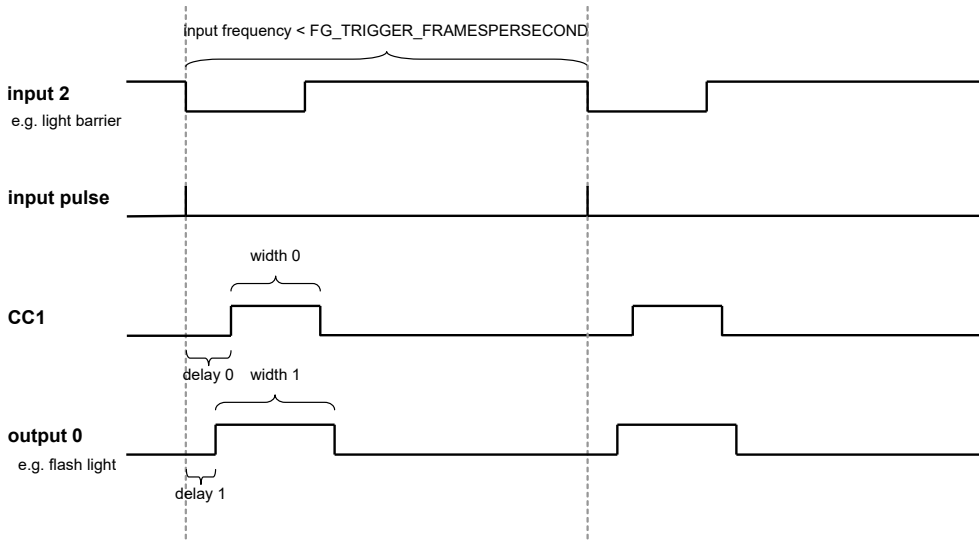 input frequency < FG_TRIGGER_FRAMESPERSECOND
input 2
e.g. light barrier
input pulse
width 0
CC1
delay 0
width 1
output 0
e.g. flash light
delay 1